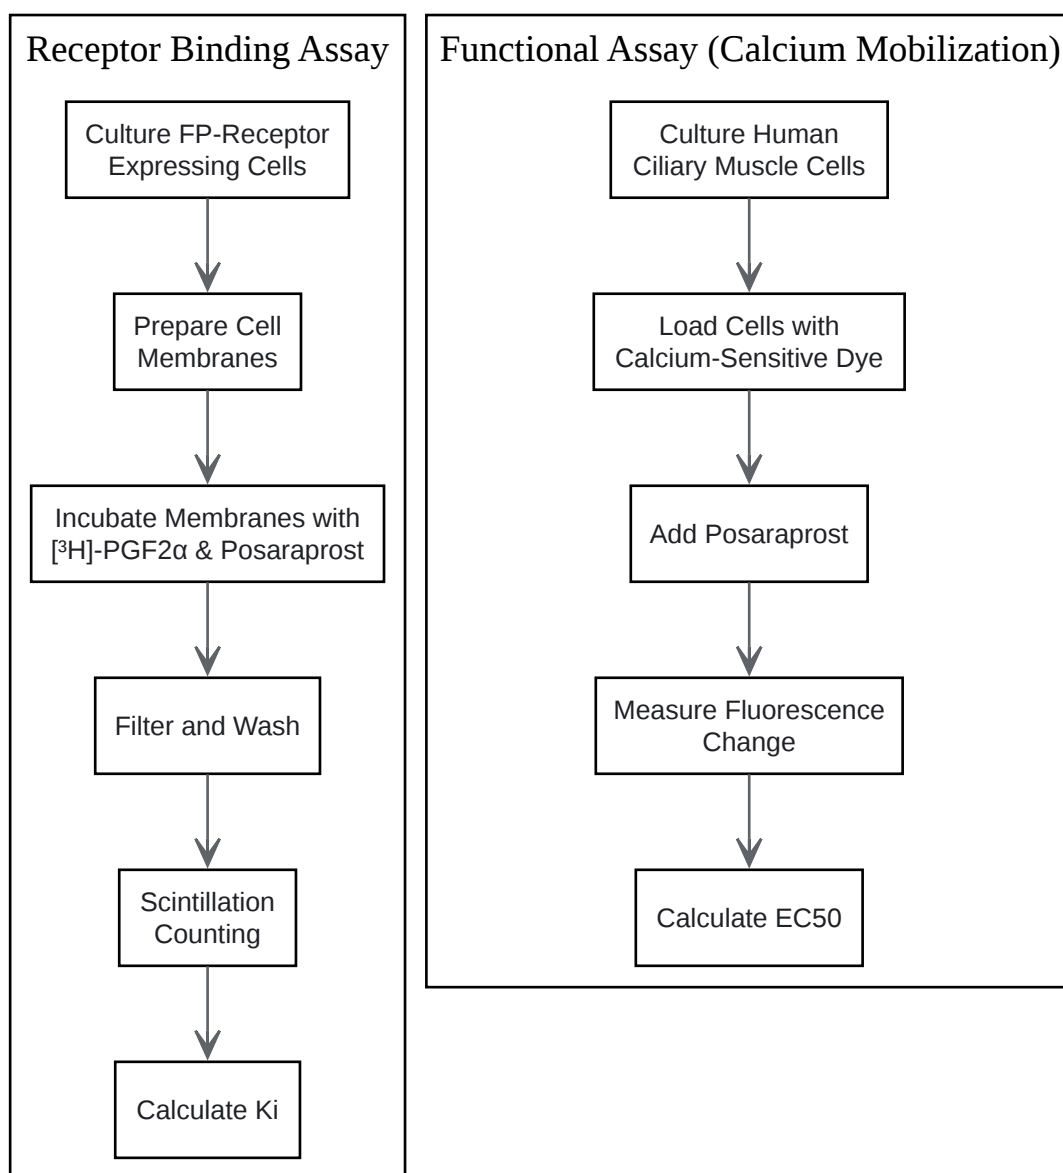 Receptor Binding Assay
Culture FP-Receptor
Expressing Cells
Prepare Cell
Membranes
Incubate Membranes with
[³H]-PGF2α & Posaraprost
Filter and Wash
Scintillation
Counting
Calculate Ki
Functional Assay (Calcium Mobilization)
Culture Human
Ciliary Muscle Cells
Load Cells with
Calcium-Sensitive Dye
Add Posaraprost
Measure Fluorescence
Change
Calculate EC50